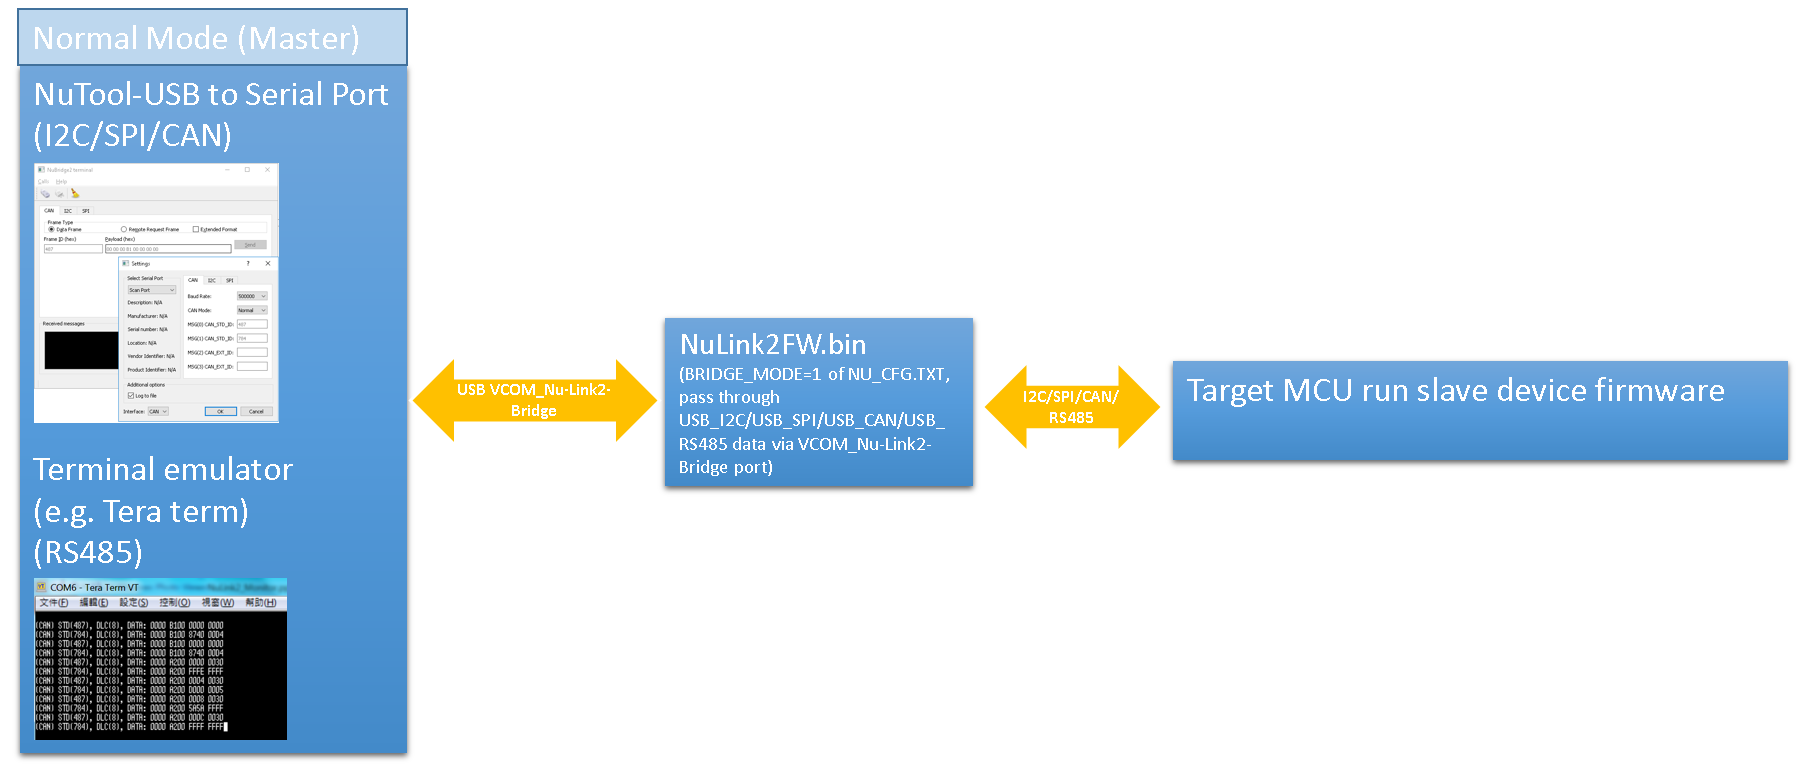 Normal Mode (Master)
NuTool-USB to Serial Port
(I2C/SPI/CAN)
NuBridge2 terminal
Calls Help
CAN I2C SPI
Frame Type
Data Frame Remote Request Frame Extended Format
Frame ID (hex) Payload (hex)
487 00 00 00 B1 00 00 00 00 Send
Received messages
Settings ? ×
Select Serial Port
Scan Port
Description: N/A
Manufacturer: N/A
Serial number: N/A
Location: N/A
Vendor Identifier: N/A
Product Identifier: N/A
CAN I2C SPI
Baud Rate: 500000
CAN Mode: Normal
MSG(0) CAN_STD_ID: 487
MSG(1) CAN_STD_ID: 784
MSG(2) CAN_EXT_ID:
MSG(3) CAN_EXT_ID:
Additional options
Log to file
Interface: CAN OK Cancel
Terminal emulator
(e.g. Tera term)
(RS485)
COM6 - Tera Term VT
文件(F) 編輯(E) 設定(S) 控制(O) 視窗(W) 幫助(H)
(CAN) STD(487), DLC(8), DATA: 0000 B100 0000 0000
(CAN) STD(784), DLC(8), DATA: 0000 B100 8740 00D4
(CAN) STD(487), DLC(8), DATA: 0000 B100 0000 0000
(CAN) STD(784), DLC(8), DATA: 0000 B100 8740 00D4
(CAN) STD(487), DLC(8), DATA: 0000 A200 0000 0030
(CAN) STD(784), DLC(8), DATA: 0000 A200 FFFE FFFF
(CAN) STD(487), DLC(8), DATA: 0000 A200 0004 0030
(CAN) STD(784), DLC(8), DATA: 0000 A200 0000 0005
(CAN) STD(487), DLC(8), DATA: 0000 A200 0008 0030
(CAN) STD(784), DLC(8), DATA: 0000 A200 5A5A FFFF
(CAN) STD(487), DLC(8), DATA: 0000 A200 000C 0030
(CAN) STD(784), DLC(8), DATA: 0000 A200 FFFF FFFF
USB VCOM_Nu-Link2-
Bridge
NuLink2FW.bin
(BRIDGE_MODE=1 of NU_CFG.TXT,
pass through
USB_I2C/USB_SPI/USB_CAN/USB_
RS485 data via VCOM_Nu-Link2-
Bridge port)
I2C/SPI/CAN/
RS485
Target MCU run slave device firmware